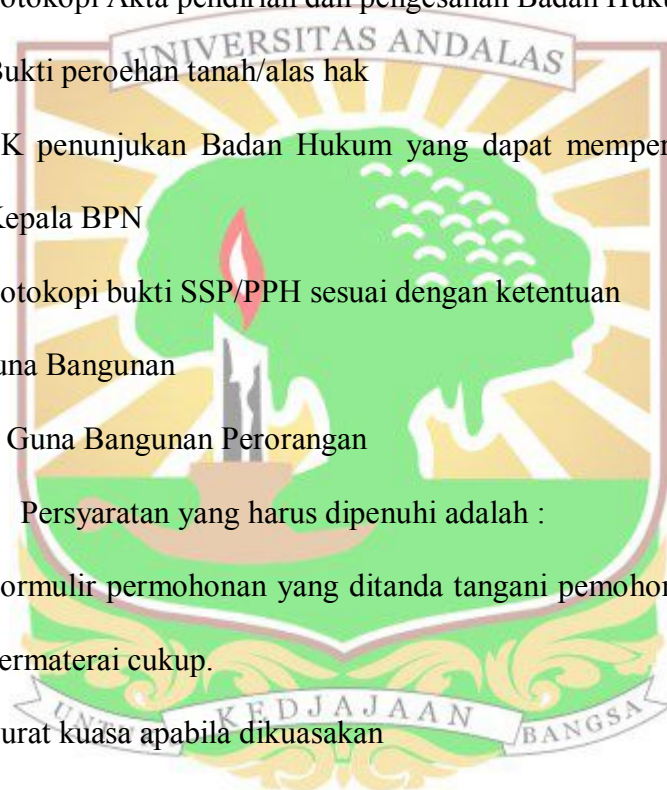 UNIVERSITAS ANDALAS
otokopi Akta pendirian dan pengesahan Badan Huku
Bukti peroehan tanah/alas hak
K penunjukan Badan Hukum yang dapat memper
Kepala BPN
otokopi bukti SSP/PPH sesuai dengan ketentuan
una Bangunan
Guna Bangunan Perorangan
Persyaratan yang harus dipenuhi adalah :
ormulir permohonan yang ditanda tangani pemohon
ermaterai cukup.
KEDJAJAAN BANGSA
urat kuasa apabila dikuasakan